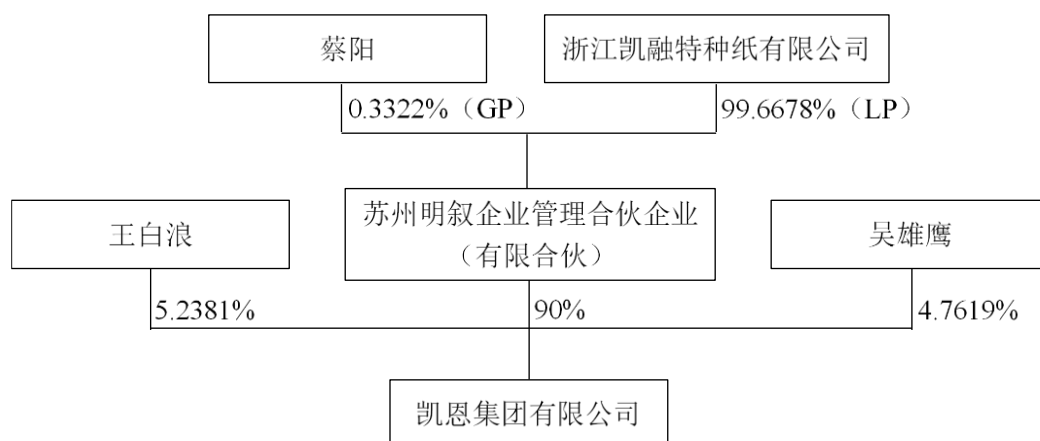 蔡阳
浙江凯融特种纸有限公司
0.3322%（GP）
99.6678%（LP）
王白浪
苏州明叙企业管理合伙企业
（有限合伙）
吴雄鹰
5.2381%
90%
4.7619%
凯恩集团有限公司